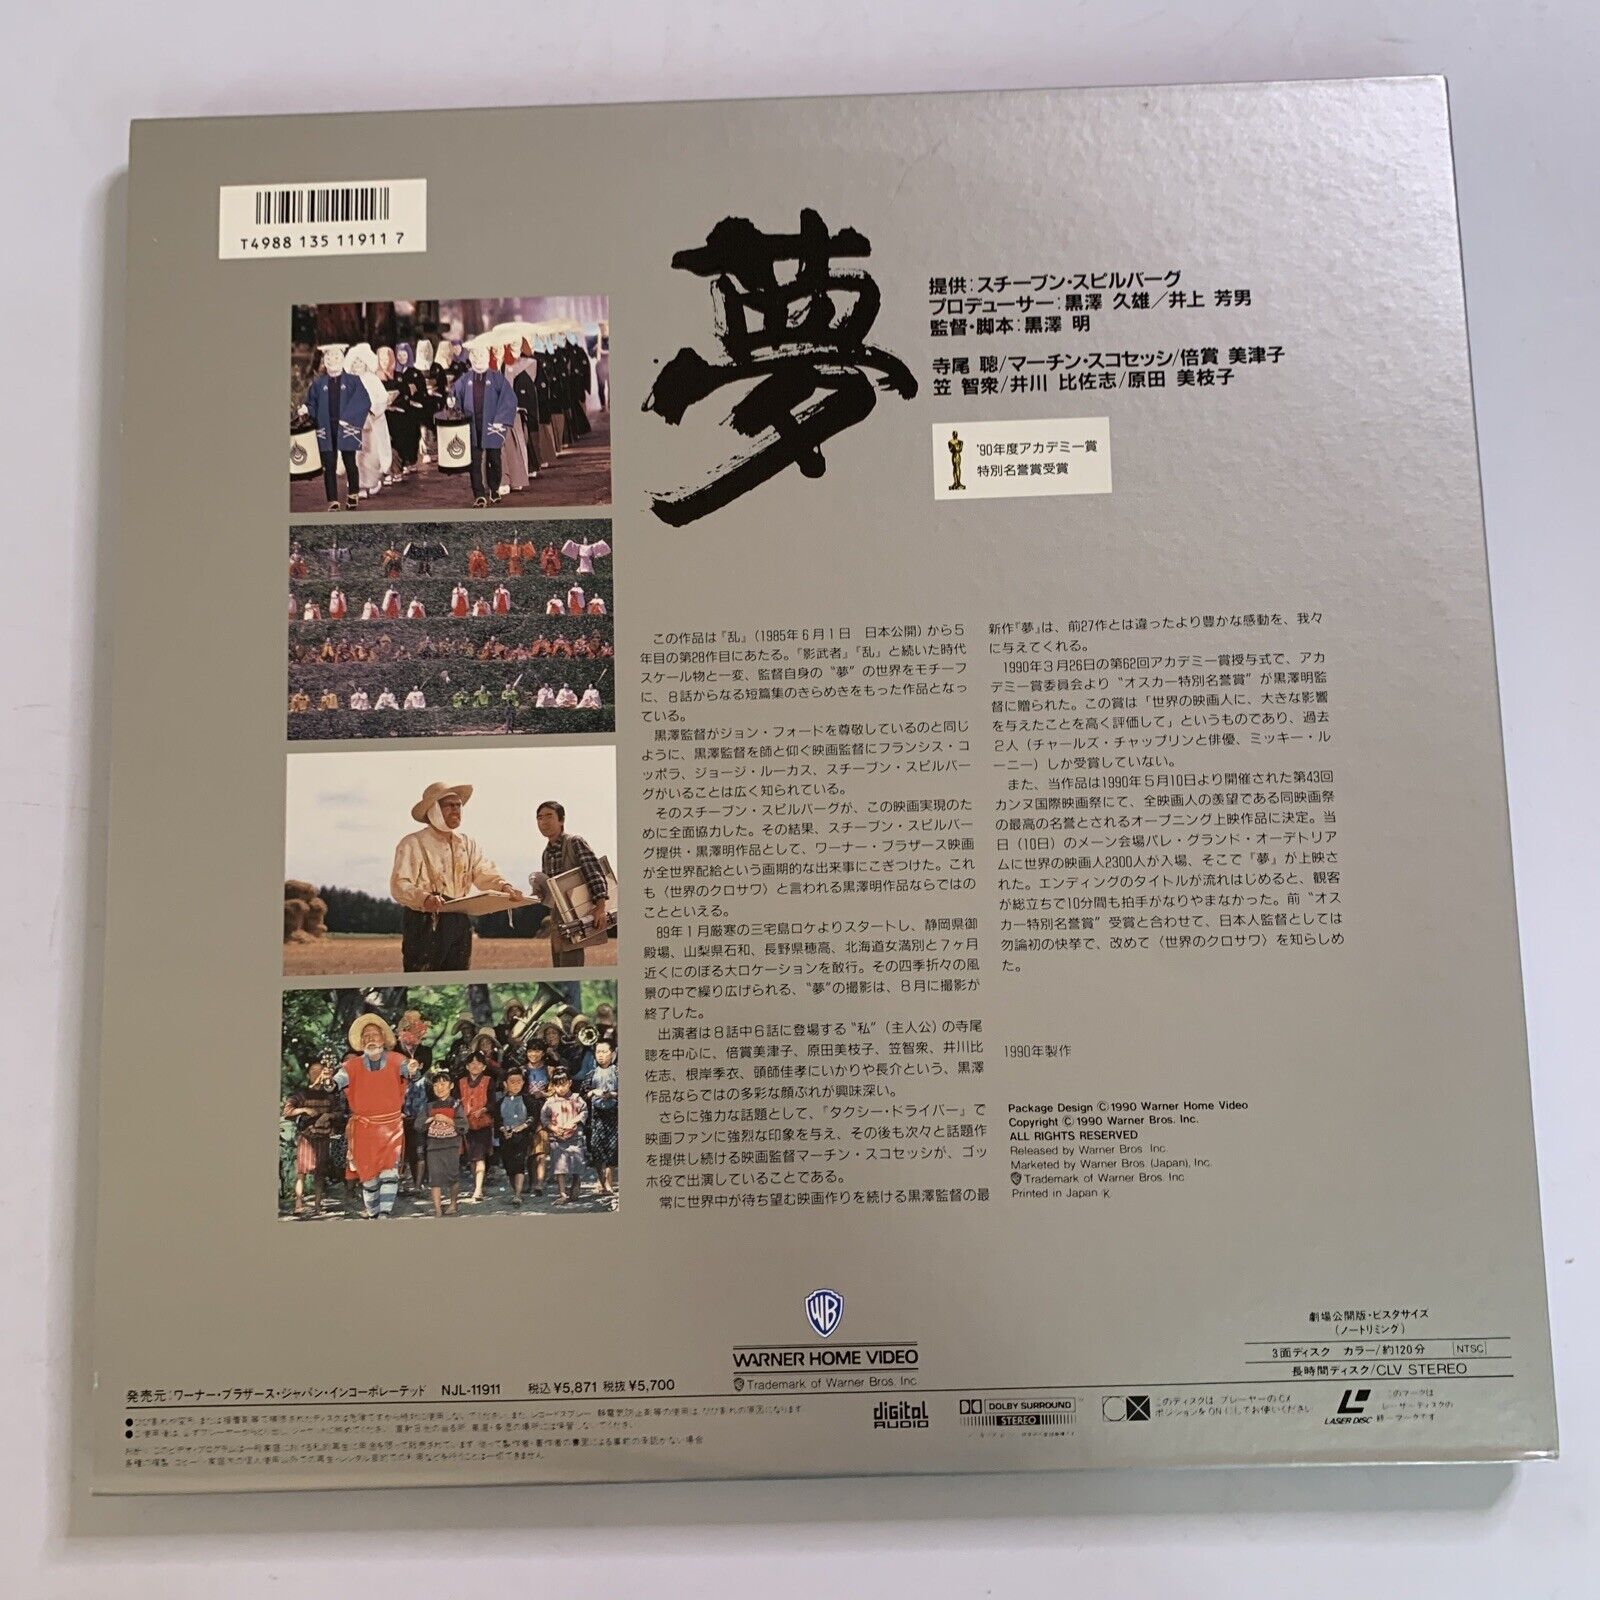 T4988 135 11911 7
夢
提供:スチーブン・スピルバーグ
プロデューサー:黒澤 久雄／井上 芳男
監督・脚本:黒澤 明
寺尾 聰/マーチン・スコセッシ/倍賞 美津子
笠 智衆/井川 比佐志/原田 美枝子
'90年度アカデミー賞
特別名誉賞受賞
この作品は『乱』(1985年6月1日 日本公開)から5
年目の第28作目にあたる。『影武者』『乱』と続いた時代
スケール物と一変、監督自身の“夢”の世界をモチーフ
に、8話からなる短篇集のきらめきをもった作品となっ
ている。
黒澤監督がジョン・フォードを尊敬しているのと同じ
ように、黒澤監督を師と仰ぐ映画監督にフランシス・コ
ッポラ、ジョージ・ルーカス、スチーブン・スピルバー
グがいることは広く知られている。
そのスチーブン・スピルバーグが、この映画実現のた
めに全面協力した。その結果、スチーブン・スピルバー
グ提供・黒澤明作品として、ワーナー・ブラザース映画
が全世界配給という画期的な出来事にこぎつけた。これ
も〈世界のクロサワ〉と言われる黒澤明作品ならではの
ことといえる。
89年1月厳寒の三宅島ロケよりスタートし、静岡県御
殿場、山梨県石和、長野県穂高、北海道女満別と7ヶ月
近くにのぼる大ロケーションを敢行。その四季折々の風
景の中で繰り広げられる、“夢”の撮影は、8月に撮影が
終了した。
出演者は8話中6話に登場する“私”(主人公)の寺尾
聰を中心に、倍賞美津子、原田美枝子、笠智衆、井川比
佐志、根岸季衣、頭師佳孝にいかりや長介という、黒澤
作品ならではの多彩な顔ぶれが興味深い。
さらに強力な話題として、『タクシー・ドライバー』で
映画ファンに強烈な印象を与え、その後も次々と話題作
を提供し続ける映画監督マーチン・スコセッシが、ゴッ
ホ役で出演していることである。
常に世界中が待ち望む映画作りを続ける黒澤監督の最
新作『夢』は、前27作とは違ったより豊かな感動を、我々
に与えてくれる。
1990年3月26日の第62回アカデミー賞授与式で、アカ
デミー賞委員会より“オスカー特別名誉賞”が黒澤明監
督に贈られた。この賞は「世界の映画人に、大きな影響
を与えたことを高く評価して」というものであり、過去
2人(チャールズ・チャップリンと俳優、ミッキー・ル
ーニー)しか受賞していない。
また、当作品は1990年5月10日より開催された第43回
カンヌ国際映画祭にて、全映画人の羨望である同映画祭
の最高の名誉とされるオープニング上映作品に決定。当
日(10日)のメーン会場パレ・グランド・オーデトリア
ムに世界の映画人2300人が入場、そこで『夢』が上映さ
れた。エンディングのタイトルが流れはじめると、観客
が総立ちで10分間も拍手がなりやまなかった。前“オス
カー特別名誉賞”受賞と合わせて、日本人監督としては
勿論初の快挙で、改めて〈世界のクロサワ〉を知らしめ
た。
1990年製作
Package Design ©1990 Warner Home Video
Copyright ©1990 Warner Bros. Inc.
ALL RIGHTS RESERVED
Released by Warner Bros. Inc.
Marketed by Warner Bros. (Japan), Inc.
Trademark of Warner Bros. Inc.
Printed in Japan K
WB
WARNER HOME VIDEO
Trademark of Warner Bros. Inc.
劇場公開版・ビスタサイズ
(ノートリミング)
3面ディスク カラー/約120分 NTSC
長時間ディスク/CLV STEREO
発売元:ワーナー・ブラザース・ジャパン・インコーポレーテッド NJL-11911 税込¥5,871 税抜¥5,700
digital AUDIO
DOLBY SURROUND
STEREO
このディスクは プレーヤーのCX
ポジションをONにしてお使いください
LASER DISC
このマークは
レーザーディスクの
統一マークです